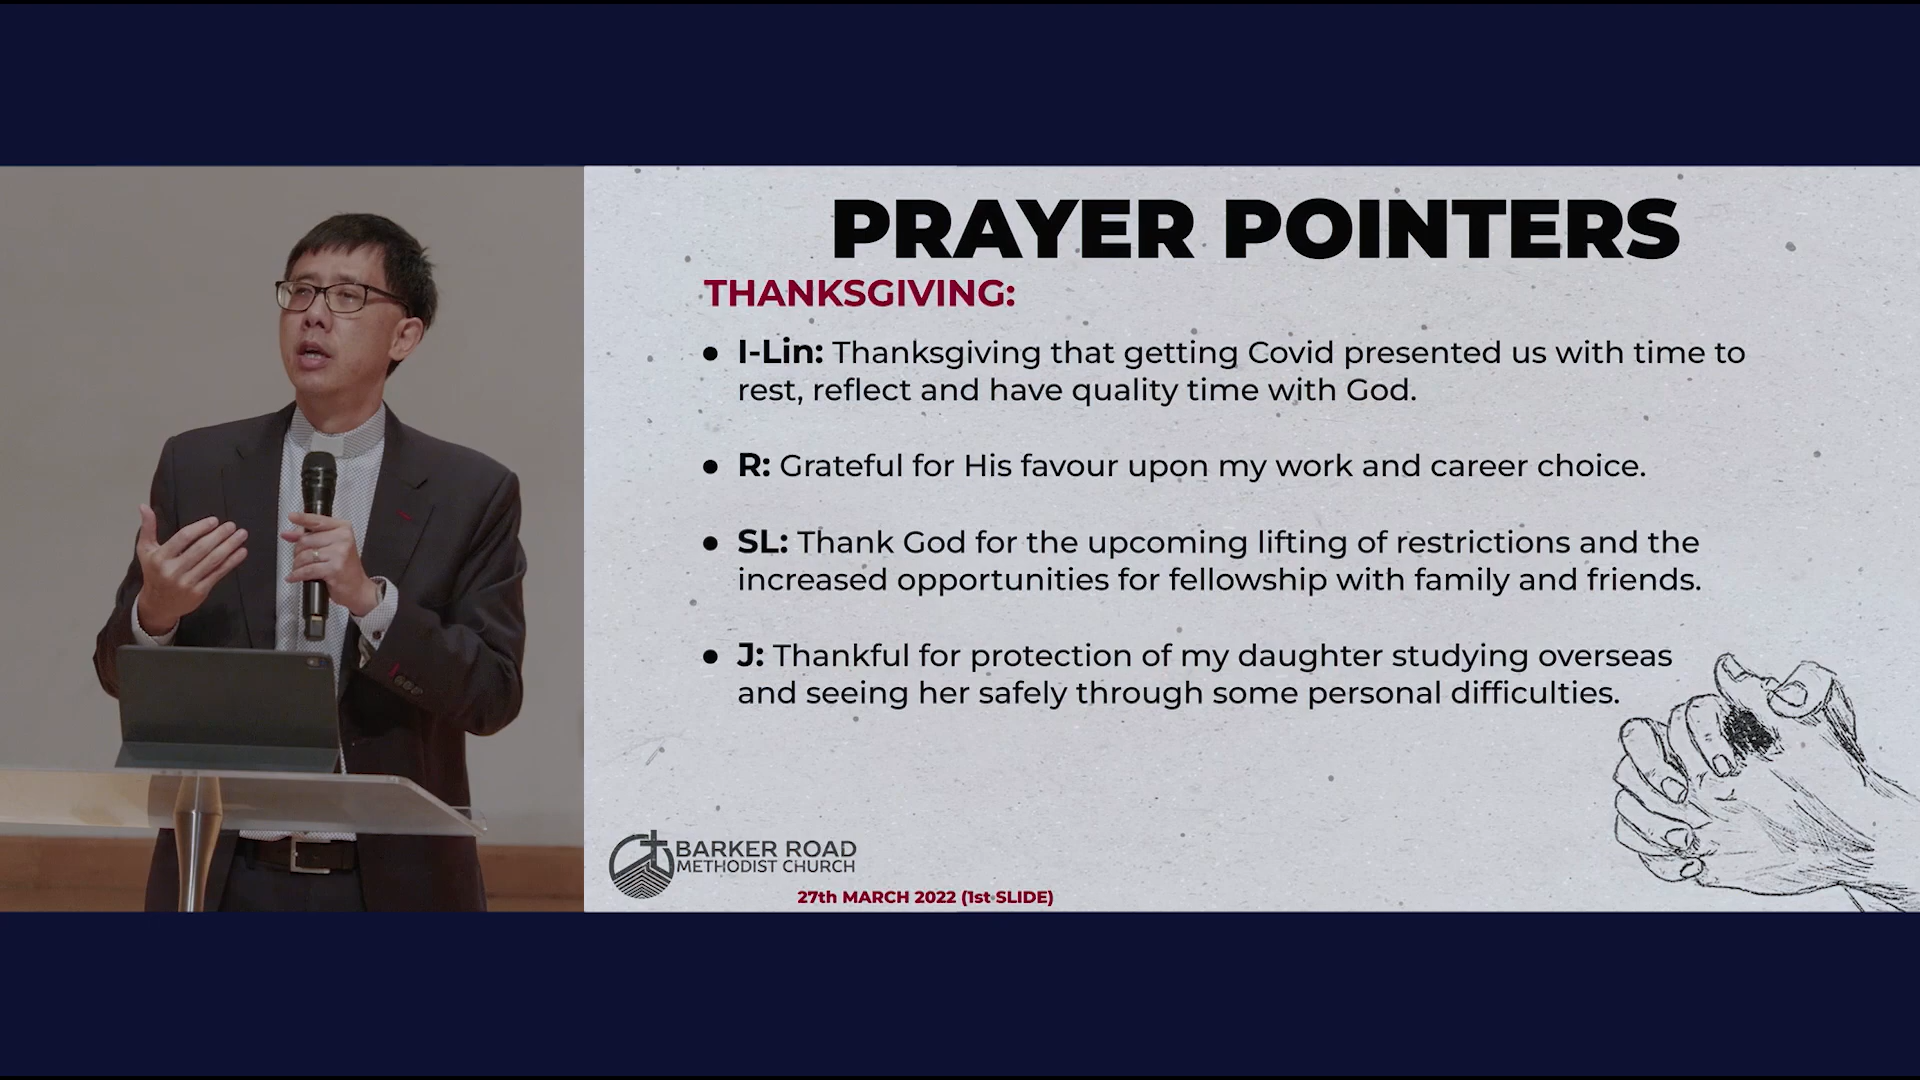 PRAYER POINTERS
THANKSGIVING:
● I-Lin: Thanksgiving that getting Covid presented us with time to
rest, reflect and have quality time with God.
● R: Grateful for His favour upon my work and career choice.
● SL: Thank God for the upcoming lifting of restrictions and the
increased opportunities for fellowship with family and friends.
● J: Thankful for protection of my daughter studying overseas
and seeing her safely through some personal difficulties.
BARKER ROAD
METHODIST CHURCH
27th MARCH 2022 (1st SLIDE)